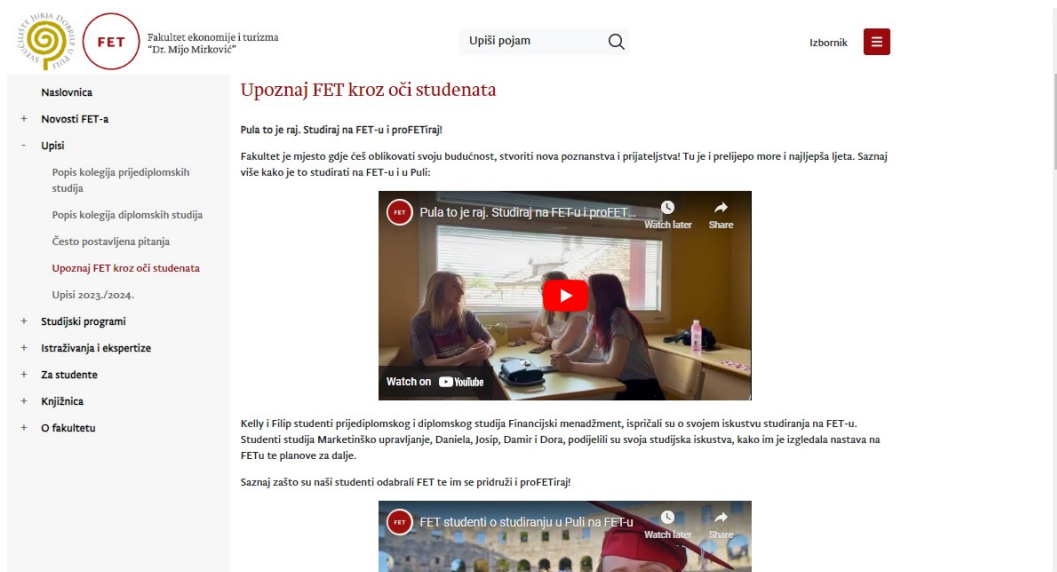 SVEUČILIŠTE JURJA DOBRILE U PULI
FET
Fakultet ekonomije i turizma
"Dr. Mijo Mirković"
Upiši pojam
Izbornik
Naslovnica
+ Novosti FET-a
- Upisi
Popis kolegija prijediplomskih
studija
Popis kolegija diplomskih studija
Često postavljena pitanja
Upoznaj FET kroz oči studenata
Upisi 2023./2024.
+ Studijski programi
+ Istraživanja i ekspertize
+ Za studente
+ Knjižnica
+ O fakultetu
Upoznaj FET kroz oči studenata
Pula to je raj. Studiraj na FET-u i proFETiraj!
Fakultet je mjesto gdje ćeš oblikovati svoju budućnost, stvoriti nova poznanstva i prijateljstva! Tu je i prelijepo more i najljepša ljeta. Saznaj
više kako je to studirati na FET-u i u Puli:
FET
Pula to je raj. Studiraj na FET-u i proFET...
Watch later
Share
Watch on YouTube
Kelly i Filip studenti prijediplomskog i diplomskog studija Financijski menadžment, ispričali su o svojem iskustvu studiranja na FET-u.
Studenti studija Marketinško upravljanje, Daniela, Josip, Damir i Dora, podijelili su svoja studijska iskustva, kako im je izgledala nastava na
FETu te planove za dalje.
Saznaj zašto su naši studenti odabrali FET te im se pridruži i proFETiraj!
FET
FET studenti o studiranju u Puli na FET-u
Watch later
Share